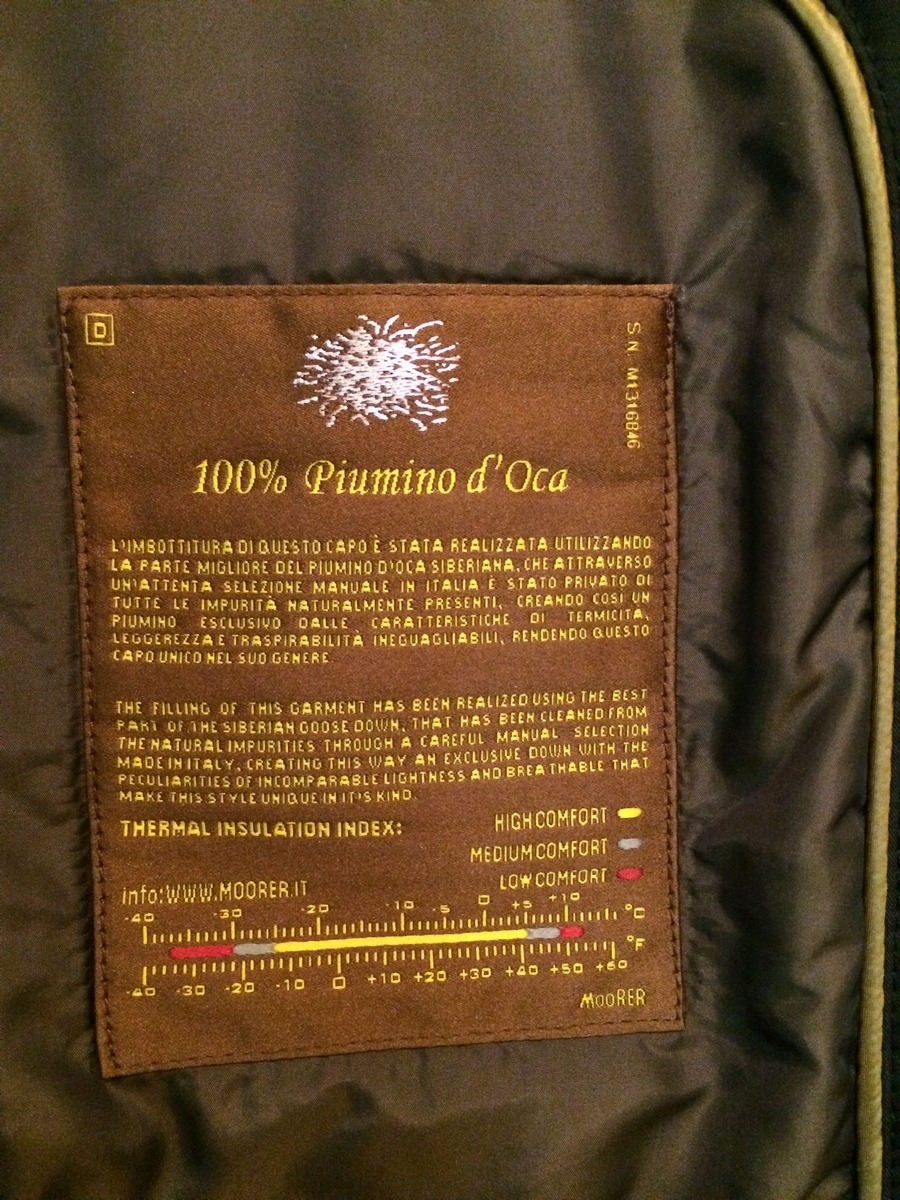 D
S.N. M1316846
100% Piumino d'Oca
L'IMBOTTITURA DI QUESTO CAPO È STATA REALIZZATA UTILIZZANDO
LA PARTE MIGLIORE DEL PIUMINO D'OCA SIBERIANA, CHE ATTRAVERSO
UN'ATTENTA SELEZIONE MANUALE IN ITALIA È STATO PRIVATO DI
TUTTE LE IMPURITÀ NATURALMENTE PRESENTI, CREANDO COSÌ UN
PIUMINO ESCLUSIVO DALLE CARATTERISTICHE DI TERMICITÀ,
LEGGEREZZA E TRASPIRABILITÀ INEGUAGLIABILI, RENDENDO QUESTO
CAPO UNICO NEL SUO GENERE.
THE FILLING OF THIS GARMENT HAS BEEN REALIZED USING THE BEST
PART OF THE SIBERIAN GOOSE DOWN, THAT HAS BEEN CLEANED FROM
THE NATURAL IMPURITIES THROUGH A CAREFUL MANUAL SELECTION
MADE IN ITALY, CREATING THIS WAY AN EXCLUSIVE DOWN WITH THE
PECULIARITIES OF INCOMPARABLE LIGHTNESS AND BREATHABLE THAT
MAKE THIS STYLE UNIQUE IN IT'S KIND.
THERMAL INSULATION INDEX:
HIGH COMFORT
MEDIUM COMFORT
LOW COMFORT
info:WWW.MOORER.IT
-40 -30 -20 -10 -5 0 +5 +10 °C
-40 -30 -20 -10 0 +10 +20 +30 +40 +50 +60 °F
MOORER